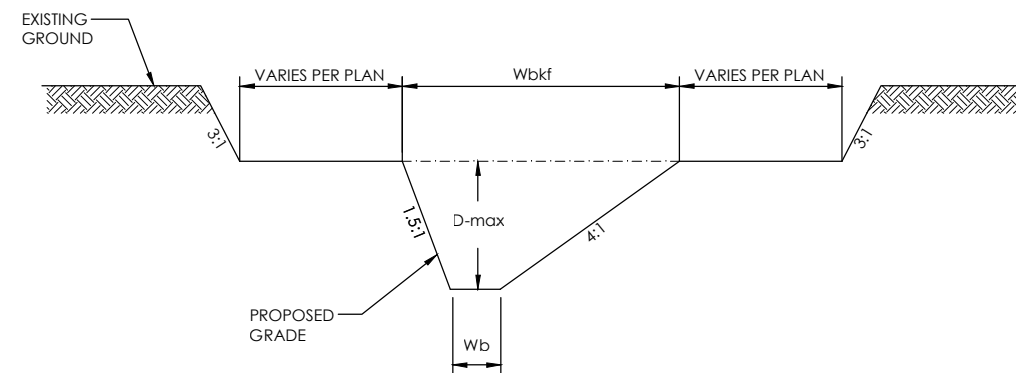 EXISTING
GROUND
VARIES PER PLAN
Wbkf
VARIES PER PLAN
3:1
3:1
1.5:1
D-max
4:1
PROPOSED
GRADE
Wb